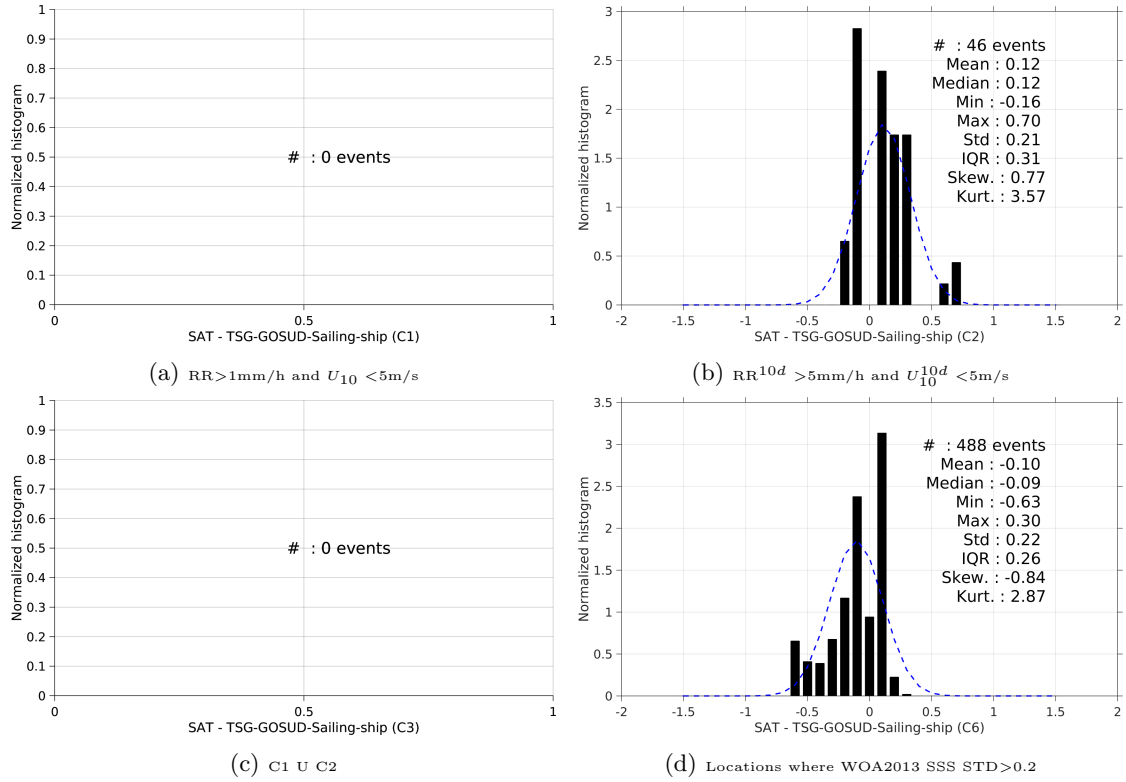 1
0.9
0.8
0.7
0.6
0.5
0.4
0.3
0.2
0.1
0
Normalized histogram
# : 0 events
0 0.5 1
SAT - TSG-GOSUD-Sailing-ship (C1)
(a) RR>1mm/h and U10 <5m/s
3
2.5
2
1.5
1
0.5
0
Normalized histogram
# : 46 events
Mean : 0.12
Median : 0.12
Min : -0.16
Max : 0.70
Std : 0.21
IQR : 0.31
Skew. : 0.77
Kurt. : 3.57
-2 -1.5 -1 -0.5 0 0.5 1 1.5 2
SAT - TSG-GOSUD-Sailing-ship (C2)
(b) RR^10d >5mm/h and U10^10d <5m/s
1
0.9
0.8
0.7
0.6
0.5
0.4
0.3
0.2
0.1
0
Normalized histogram
# : 0 events
0 0.5 1
SAT - TSG-GOSUD-Sailing-ship (C3)
(c) C1 U C2
3.5
3
2.5
2
1.5
1
0.5
0
Normalized histogram
# : 488 events
Mean : -0.10
Median : -0.09
Min : -0.63
Max : 0.30
Std : 0.22
IQR : 0.26
Skew. : -0.84
Kurt. : 2.87
-2 -1.5 -1 -0.5 0 0.5 1 1.5 2
SAT - TSG-GOSUD-Sailing-ship (C6)
(d) Locations where WOA2013 SSS STD>0.2